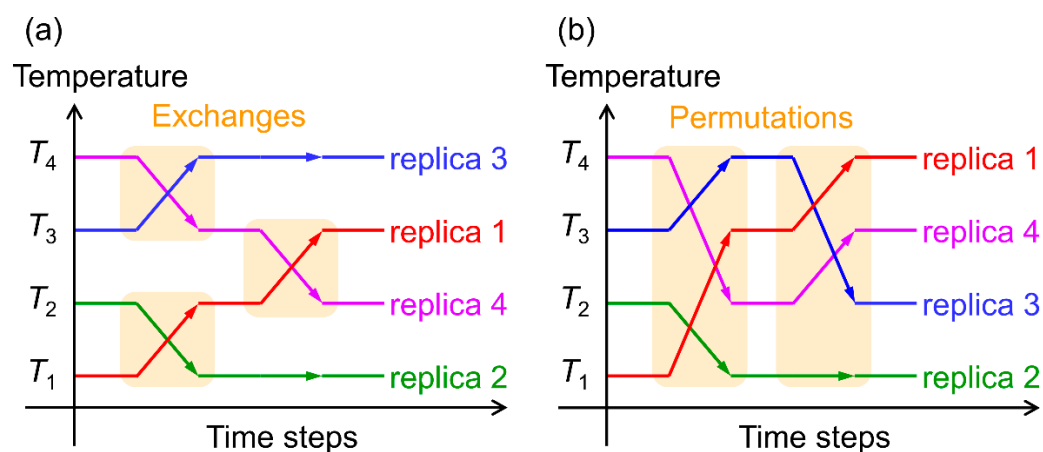 (a)
Temperature
Exchanges
T4
T3
T2
T1
replica 3
replica 1
replica 4
replica 2
Time steps
(b)
Temperature
Permutations
T4
T3
T2
T1
replica 1
replica 4
replica 3
replica 2
Time steps